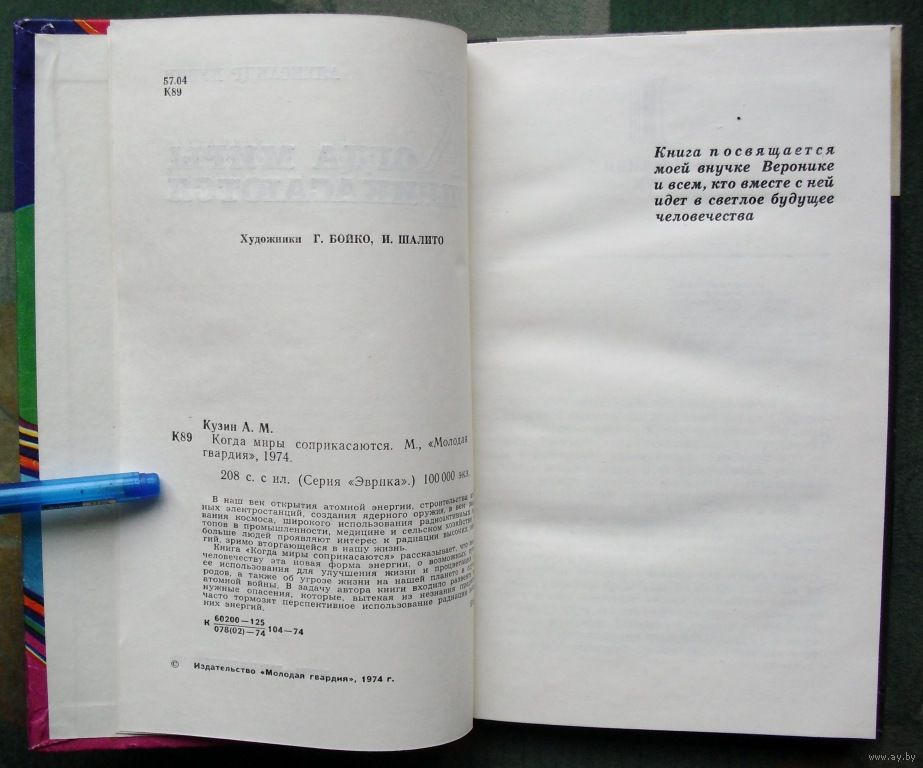 57.04
К89
Художники Г. БОЙКО, И. ШАЛИТО
Кузин А. М.
К89 Когда миры соприкасаются. М., «Молодая
гвардия», 1974.
208 с. с ил. (Серия «Эврика».) 100 000 экз.
В наш век открытия атомной энергии, строительства
ных электростанций, создания ядерного оружия, в век
вания космоса, широкого использования радиоактивных
топов в промышленности, медицине и сельском хозяйстве
больше людей проявляют интерес к радиации высоких
гий, зримо вторгающейся в нашу жизнь.
Книга «Когда миры соприкасаются» рассказывает, что
человечеству эта новая форма энергии, о возможных
ее использования для улучшения жизни и процветания
родов, а также об угрозе жизни на нашей планете в
атомной войны. В задачу автора книги входило
нужные опасения, которые, вытекая из незнания
часто тормозят перспективное использование радиации
ких энергий.
К 60200—125
078(02)—74 104—74
© Издательство «Молодая гвардия», 1974 г.
Книга посвящается
моей внучке Веронике
и всем, кто вместе с ней
идет в светлое будущее
человечества
www.ay.by